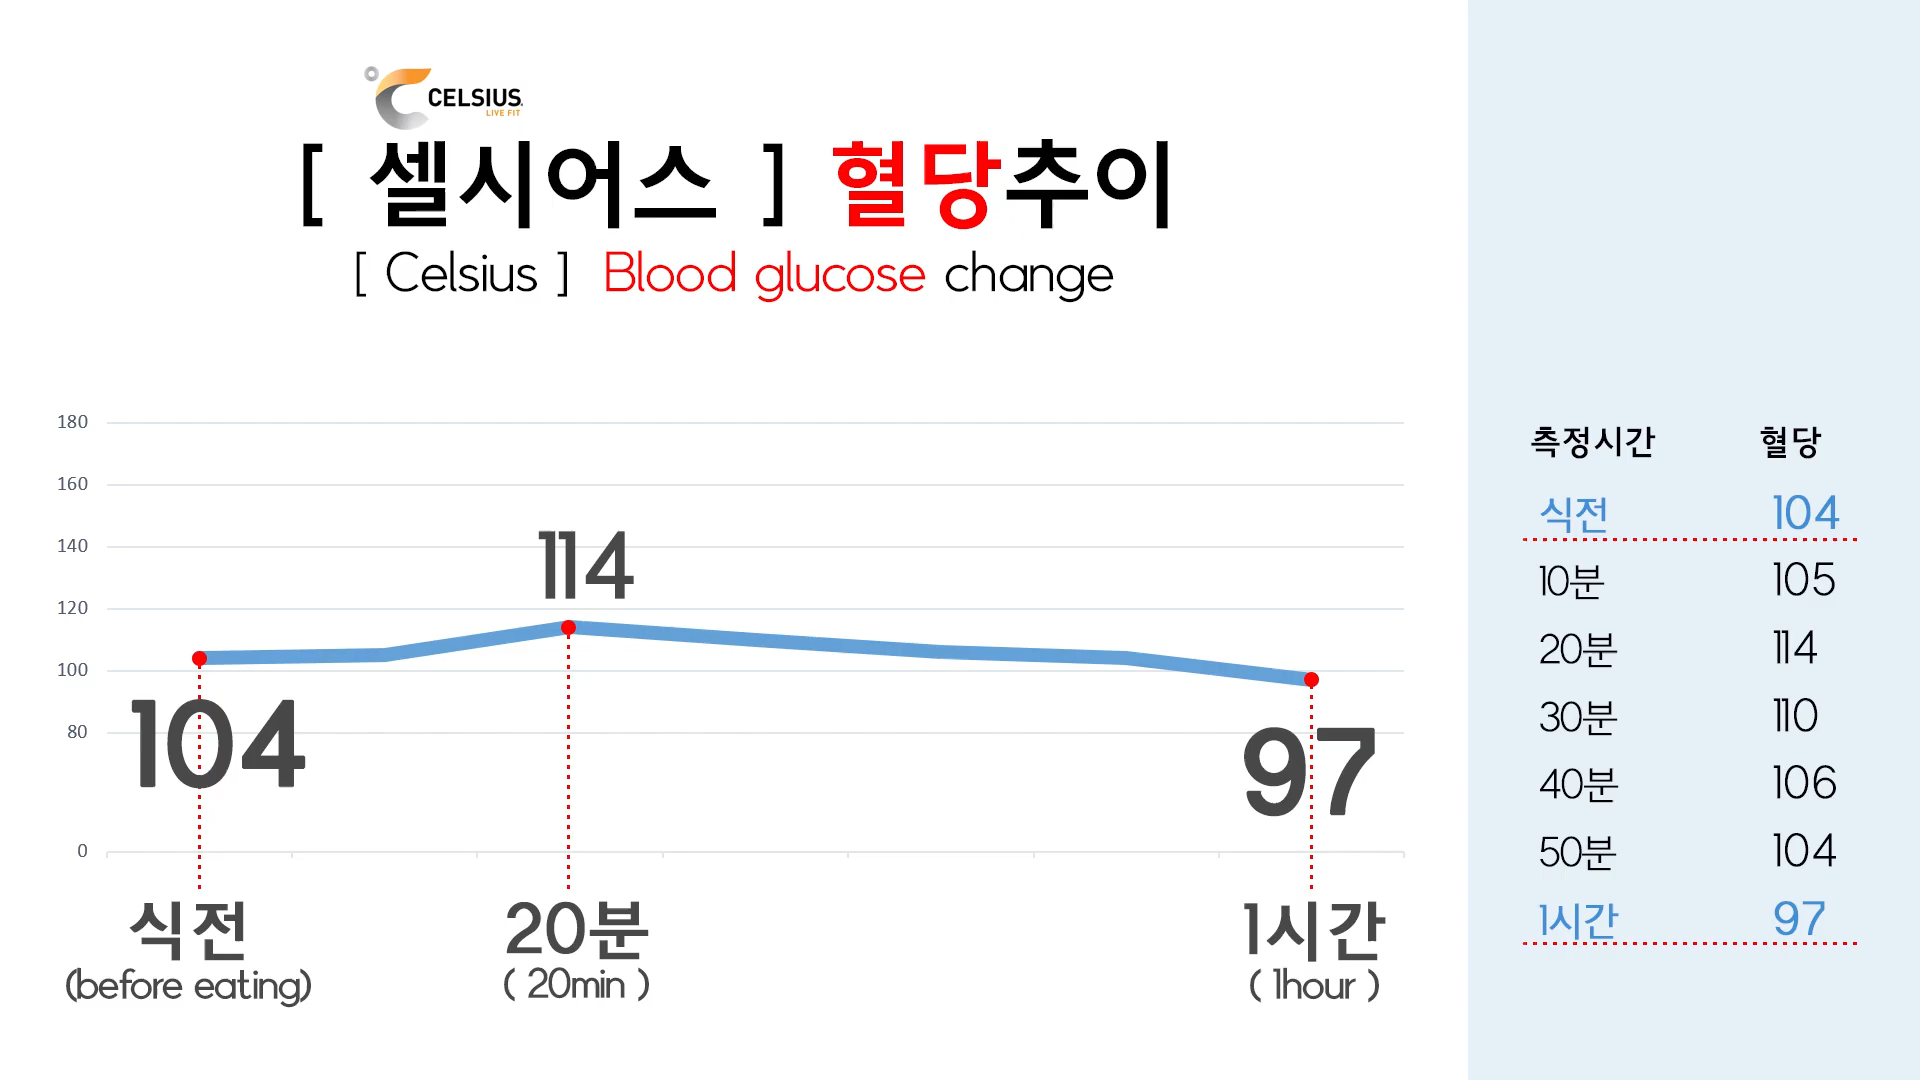 CELSIUS
LIVE FIT
[ 셀시어스 ] 혈당추이
[ Celsius ] Blood glucose change
180
160
140
120
100
80
0
114
104
97
식전
(before eating)
20분
( 20min )
1시간
( 1hour )
측정시간 혈당
식전 104
10분 105
20분 114
30분 110
40분 106
50분 104
1시간 97